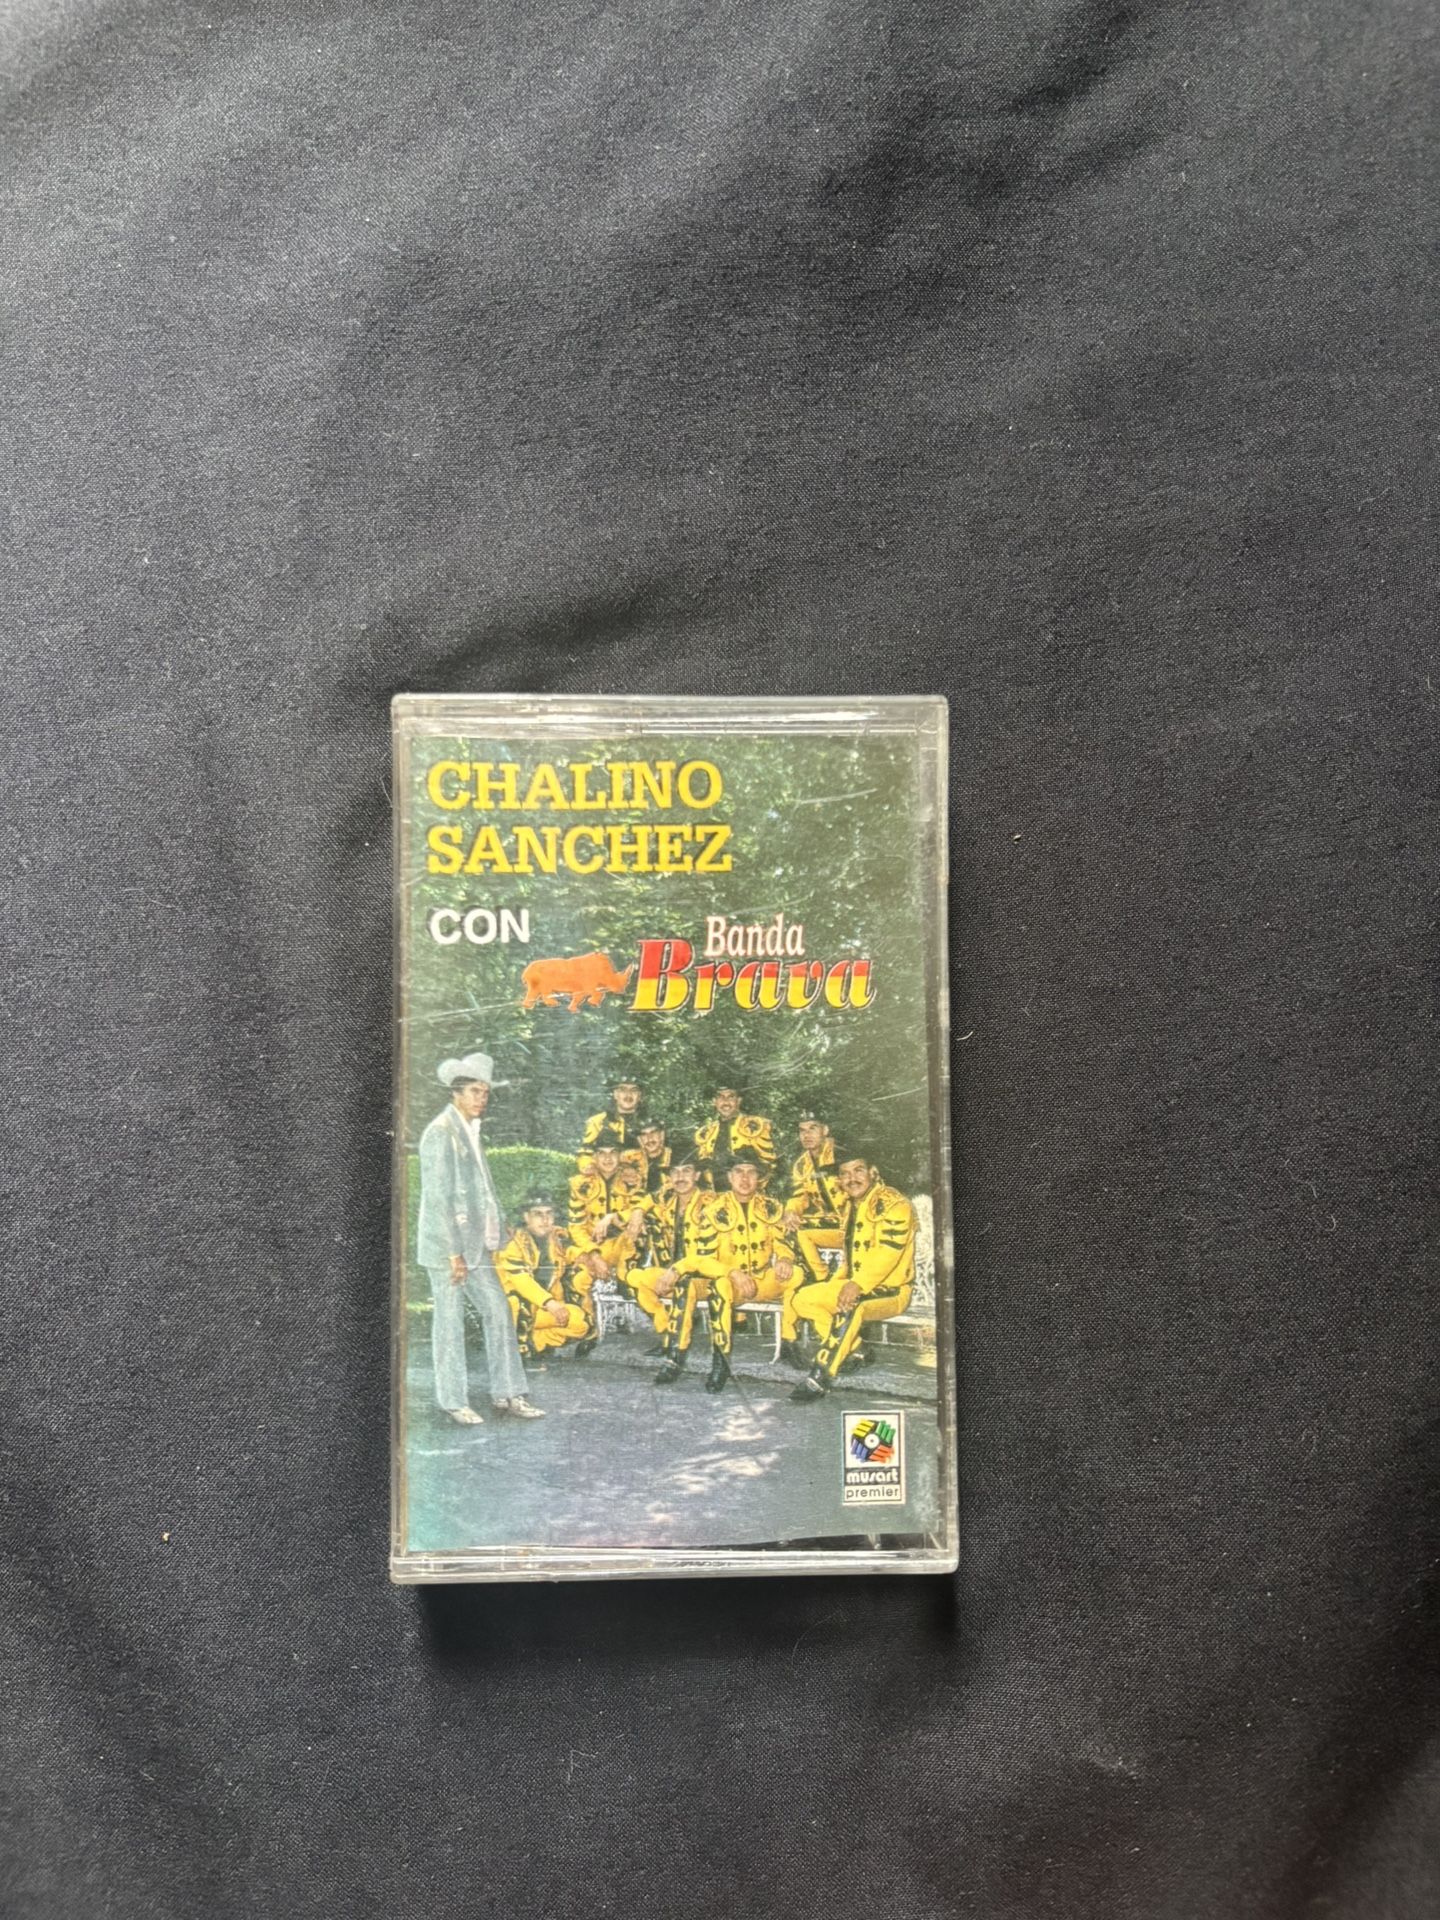 CHALINO
SANCHEZ
CON
Banda
Brava
musart
premier